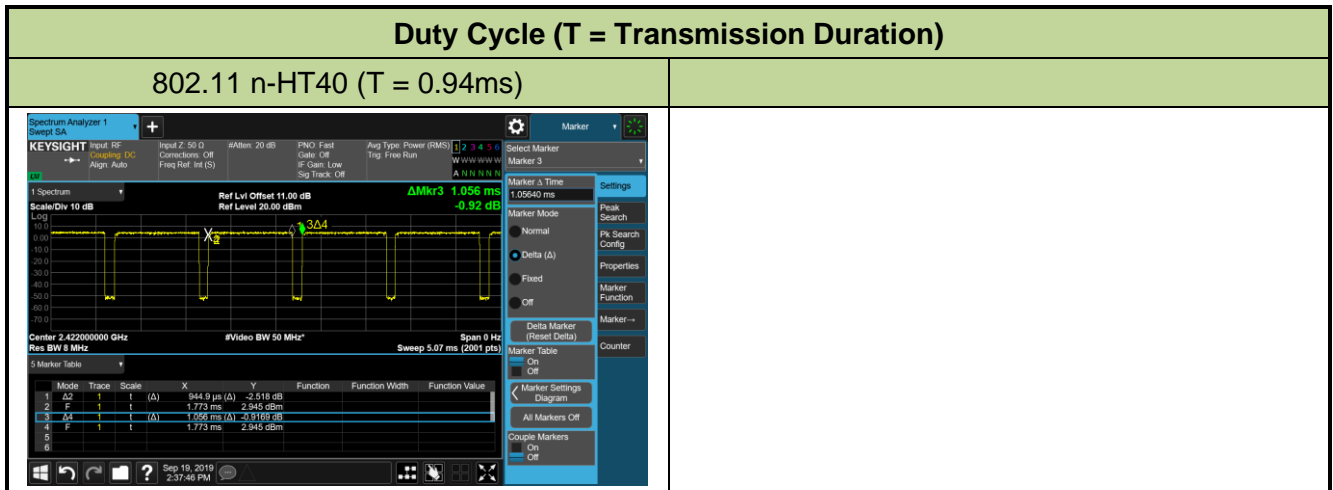 Duty Cycle (T = Transmission Duration)
802.11 n-HT40 (T = 0.94ms)
Spectrum Analyzer 1
Swept SA
+
Marker
KEYSIGHT Input: RF Input Z: 50 Ω #Atten: 20 dB PNO: Fast Avg Type: Power (RMS) 1 2 3 4 5 6
Coupling: DC Corrections: Off Gate: Off Trig: Free Run
Align: Auto Freq Ref: Int (S) IF Gain: Low W W W W W W
Sig Track: Off A N N N N N
Select Marker
Marker 3
1 Spectrum
Scale/Div 10 dB
Ref Lvl Offset 11.00 dB
Ref Level 20.00 dBm
ΔMkr3 1.056 ms
-0.92 dB
Log
10.0
0.00
-10.0
-20.0
-30.0
-40.0
-50.0
-60.0
-70.0
3Δ4
Center 2.422000000 GHz #Video BW 50 MHz* Span 0 Hz
Res BW 8 MHz Sweep 5.07 ms (2001 pts)
5 Marker Table
Mode Trace Scale X Y Function Function Width Function Value
1 Δ2 1 t (Δ) 944.9 µs (Δ) -2.518 dB
2 F 1 t 1.773 ms 2.945 dBm
3 Δ4 1 t (Δ) 1.056 ms (Δ) -0.9169 dB
4 F 1 t 1.773 ms 2.945 dBm
5
6
Marker Δ Time
1.05640 ms
Marker Mode
Normal
Delta (Δ)
Fixed
Off
Delta Marker
(Reset Delta)
Marker Table
On
Off
Marker Settings
Diagram
All Markers Off
Couple Markers
On
Off
Settings
Peak
Search
Pk Search
Config
Properties
Marker
Function
Marker→
Counter
? Sep 19, 2019
2:37:46 PM